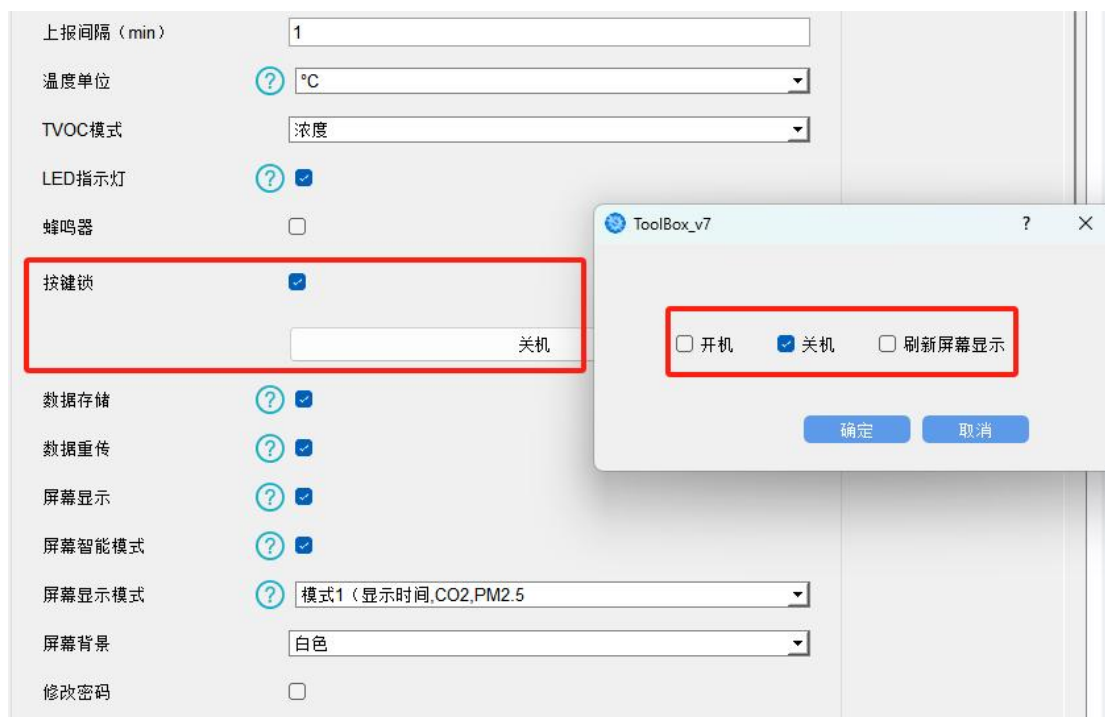 上报间隔（min） 1
温度单位 ? °C
TVOC模式 浓度
LED指示灯 ?
蜂鸣器
ToolBox_v7 ? ×
按键锁
关机
开机 关机 刷新屏幕显示
确定 取消
数据存储 ?
数据重传 ?
屏幕显示 ?
屏幕智能模式 ?
屏幕显示模式 ? 模式1（显示时间,CO2,PM2.5
屏幕背景 白色
修改密码